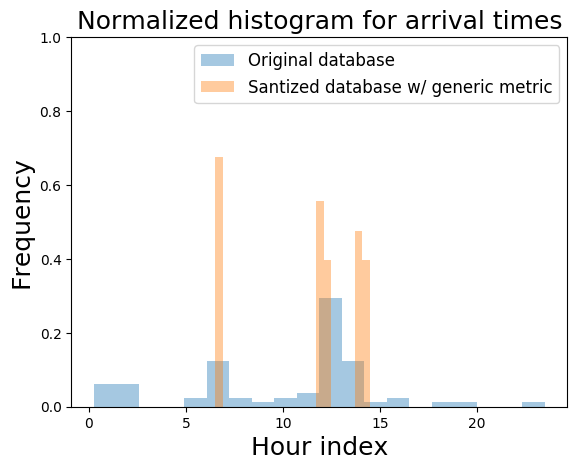 Normalized histogram for arrival times
Original database
Santized database w/ generic metric
1.0
0.8
0.6
0.4
0.2
0.0
Frequency
0 5 10 15 20
Hour index